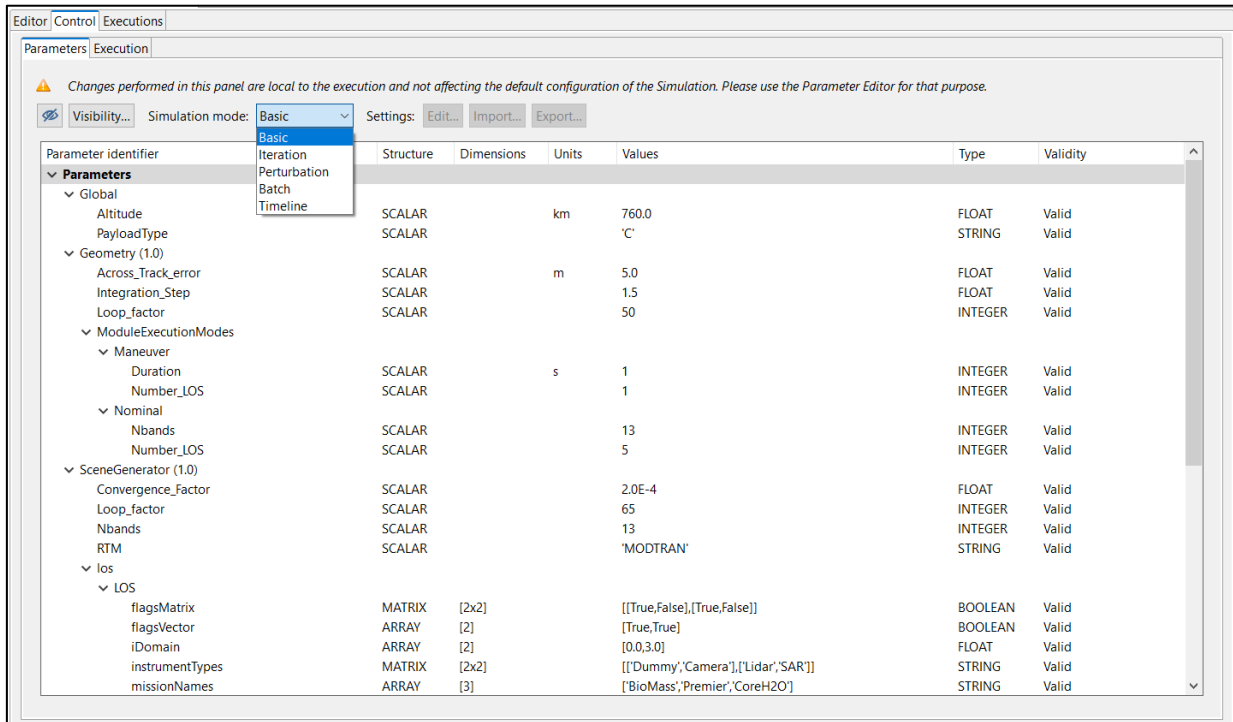 Editor Control Executions
Parameters Execution
Changes performed in this panel are local to the execution and not affecting the default configuration of the Simulation. Please use the Parameter Editor for that purpose.
Visibility... Simulation mode: Basic Settings: Edit... Import... Export...
Basic
Iteration
Perturbation
Batch
Timeline
Parameter identifier Structure Dimensions Units Values Type Validity
Parameters
Global
Altitude SCALAR km 760.0 FLOAT Valid
PayloadType SCALAR 'C' STRING Valid
Geometry (1.0)
Across_Track_error SCALAR m 5.0 FLOAT Valid
Integration_Step SCALAR 1.5 FLOAT Valid
Loop_factor SCALAR 50 INTEGER Valid
ModuleExecutionModes
Maneuver
Duration SCALAR s 1 INTEGER Valid
Number_LOS SCALAR 1 INTEGER Valid
Nominal
Nbands SCALAR 13 INTEGER Valid
Number_LOS SCALAR 5 INTEGER Valid
SceneGenerator (1.0)
Convergence_Factor SCALAR 2.0E-4 FLOAT Valid
Loop_factor SCALAR 65 INTEGER Valid
Nbands SCALAR 13 INTEGER Valid
RTM SCALAR 'MODTRAN' STRING Valid
los
LOS
flagsMatrix MATRIX [2x2] [[True,False],[True,False]] BOOLEAN Valid
flagsVector ARRAY [2] [True,True] BOOLEAN Valid
iDomain ARRAY [2] [0.0,3.0] FLOAT Valid
instrumentTypes MATRIX [2x2] [['Dummy','Camera'],['Lidar','SAR']] STRING Valid
missionNames ARRAY [3] ['BioMass','Premier','CoreH2O'] STRING Valid